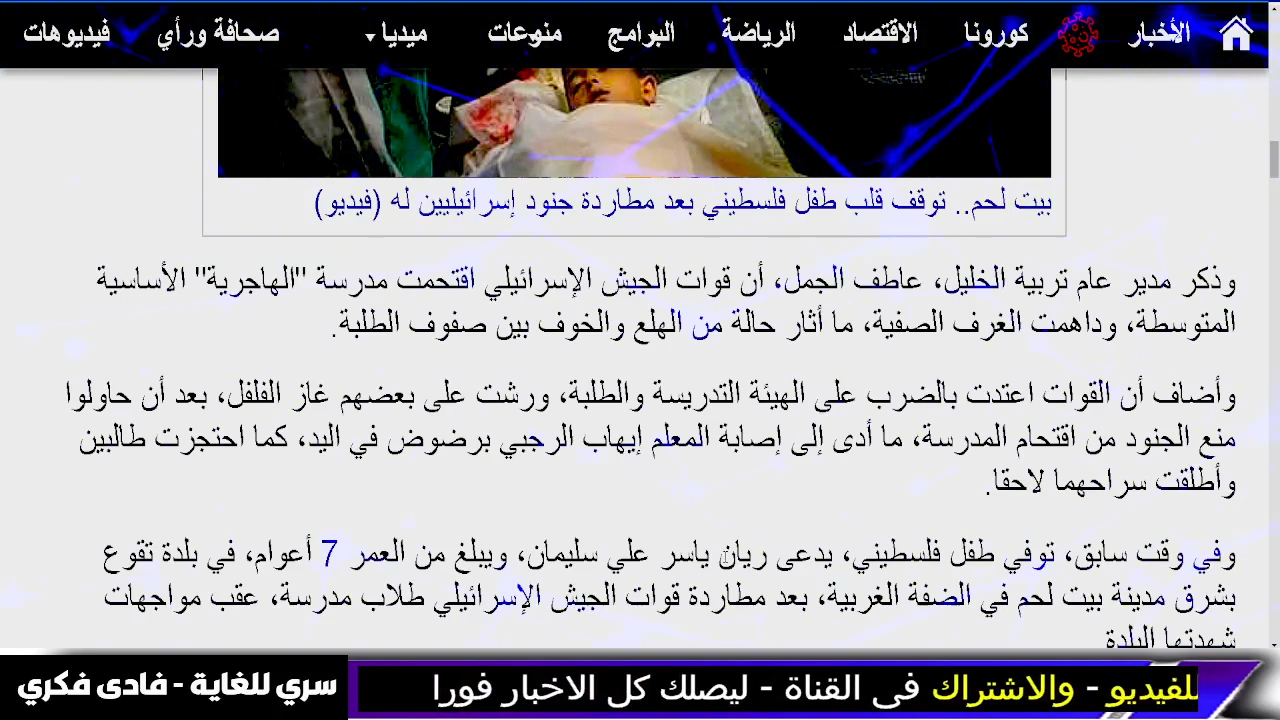 الأخبار
كورونا
الاقتصاد
الرياضة
البرامج
منوعات
ميديا
صحافة ورأي
فيديوهات
بيت لحم.. توقف قلب طفل فلسطيني بعد مطاردة جنود إسرائيليين له (فيديو)
وذكر مدير عام تربية الخليل، عاطف الجمل، أن قوات الجيش الإسرائيلي اقتحمت مدرسة "الهاجرية" الأساسية
المتوسطة، وداهمت الغرف الصفية، ما أثار حالة من الهلع والخوف بين صفوف الطلبة.
وأضاف أن القوات اعتدت بالضرب على الهيئة التدريسة والطلبة، ورشت على بعضهم غاز الفلفل، بعد أن حاولوا
منع الجنود من اقتحام المدرسة، ما أدى إلى إصابة المعلم إيهاب الرجبي برضوض في اليد، كما احتجزت طالبين
وأطلقت سراحهما لاحقا.
وفي وقت سابق، توفي طفل فلسطيني، يدعى ريان ياسر علي سليمان، ويبلغ من العمر 7 أعوام، في بلدة تقوع
بشرق مدينة بيت لحم في الضفة الغربية، بعد مطاردة قوات الجيش الإسرائيلي طلاب مدرسة، عقب مواجهات
شهدتها البلدة
للفيديو - والاشتراك فى القناة - ليصلك كل الاخبار فورا
سري للغاية - فادى فكري